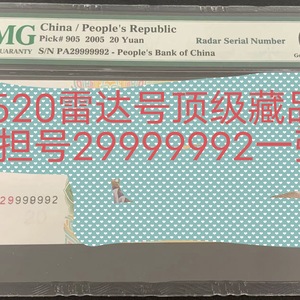 MG China / People's Republic
GUARANTY Pick# 905 2005 20 Yuan Radar Serial Number
S/N PA29999992 - People's Bank of China
520雷达号顶级藏品
担号29999992一
29999992
20